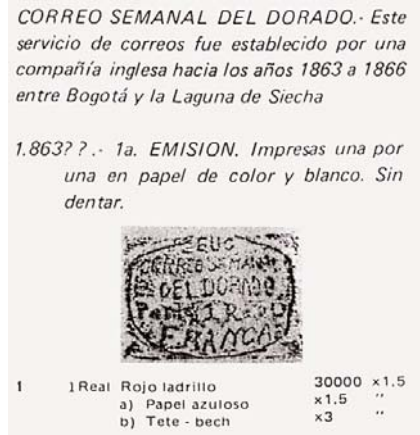 CORREO SEMANAL DEL DORADO.- Este
servicio de correos fue establecido por una
compañía inglesa hacia los años 1863 a 1866
entre Bogotá y la Laguna de Siecha
1.863? ? .- 1a. EMISION. Impresas una por
una en papel de color y blanco. Sin
dentar.
EEUC
CORREO SEMANAL
DEL DORADO
1 REAL
FRANCA
1 1 Real Rojo ladrillo 30000 x1.5
a) Papel azuloso x1.5 "
b) Tete - bech x3 "